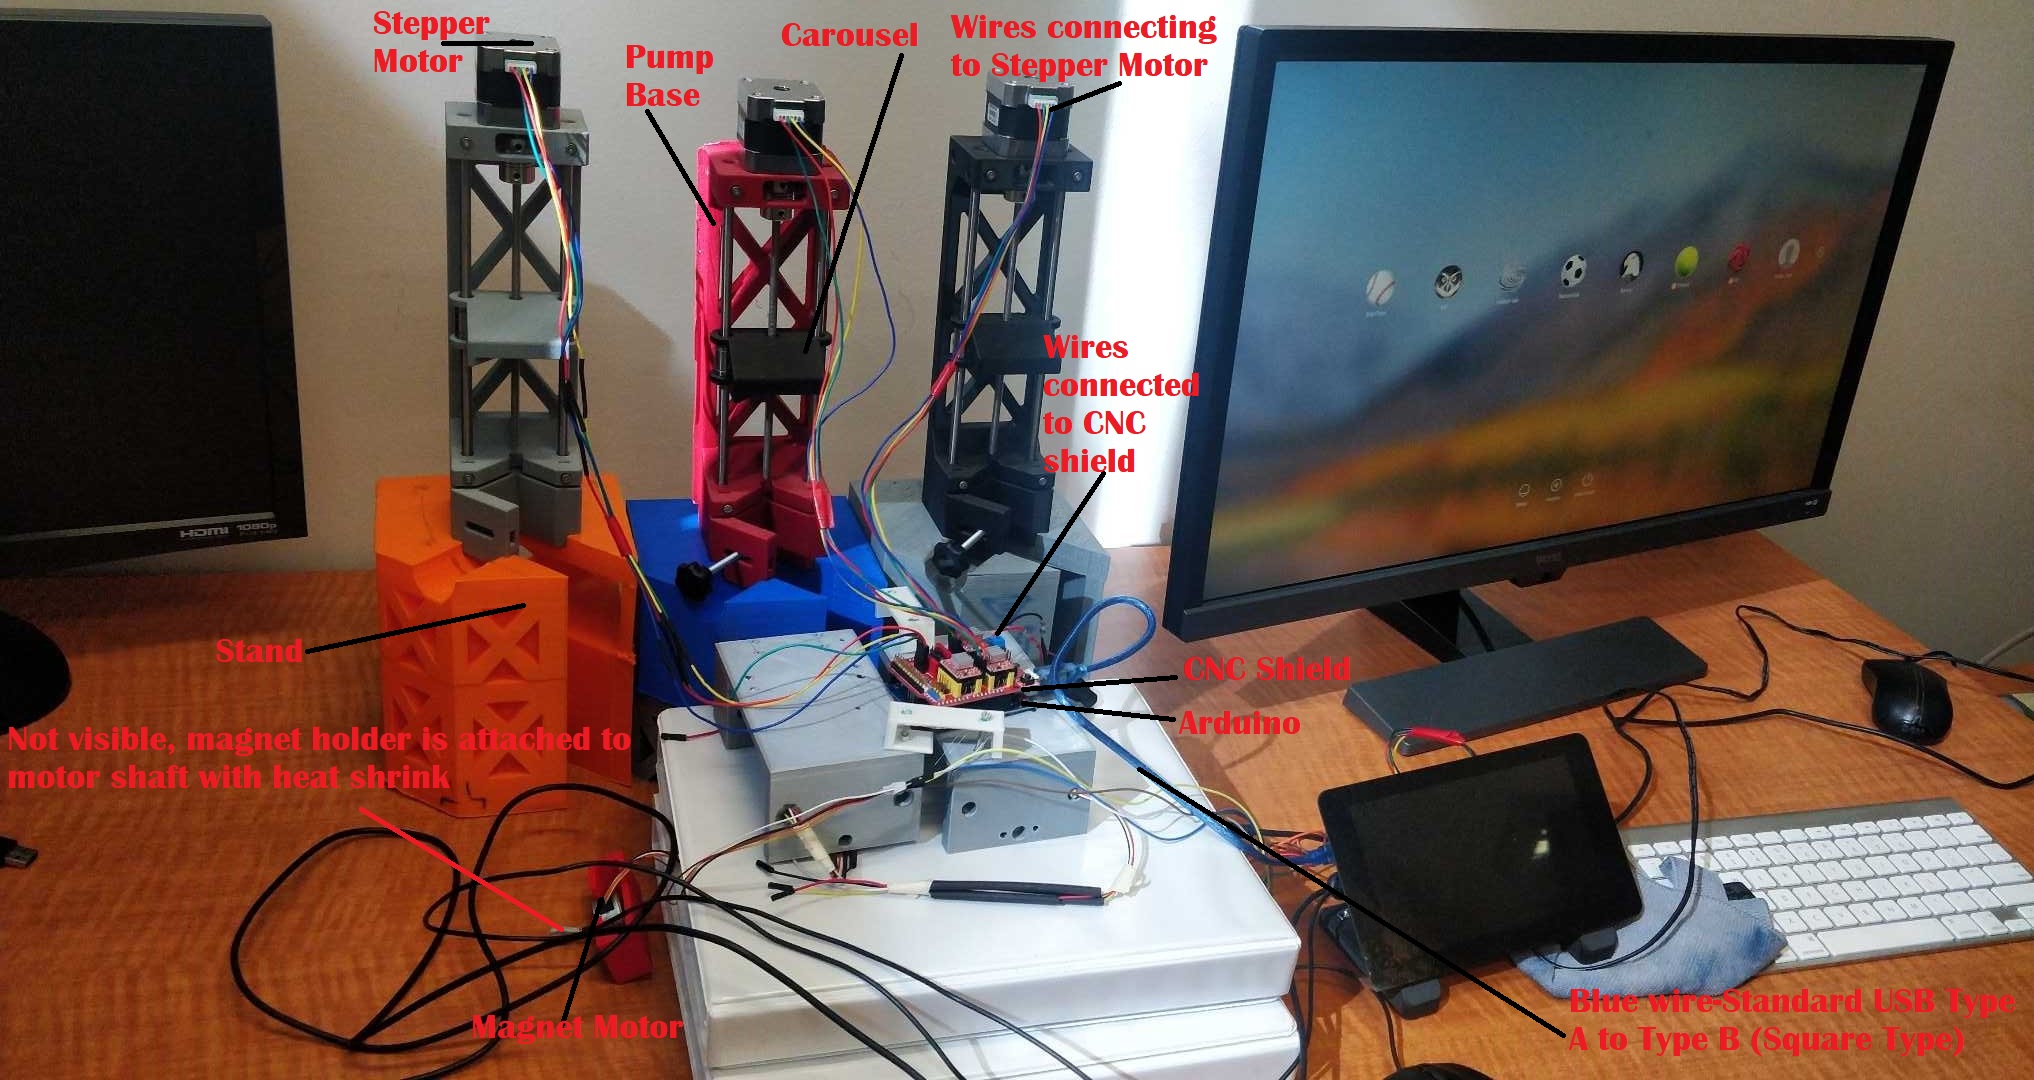 Stepper
Motor
Pump
Base
Carousel
Wires connecting
to Stepper Motor
Wires
connected
to CNC
shield
HDMI 1080p
Stand
CNC Shield
Arduino
Not visible, magnet holder is attached to
motor shaft with heat shrink
Magnet Motor
Blue wire-Standard USB Type
A to Type B (Square Type)